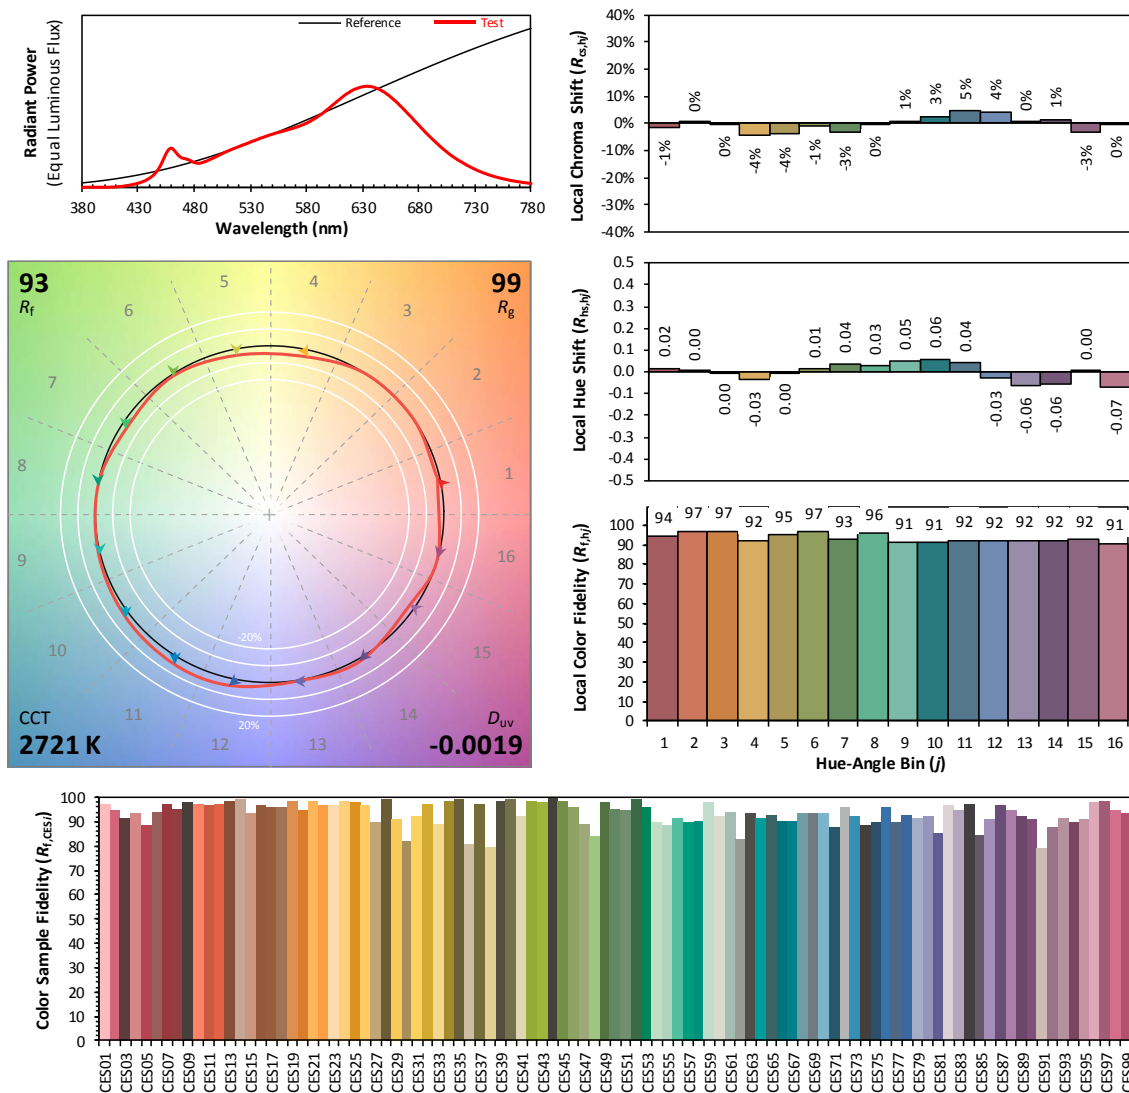 Reference
Test
Radiant Power
(Equal Luminous Flux)
380 430 480 530 580 630 680 730 780
Wavelength (nm)
Local Chroma Shift (Rcs,hj)
40%
30%
20%
10%
0%
-10%
-20%
-30%
-40%
-1% 0% 0% -4% -4% -1% -3% 0% 1% 3% 5% 4% 0% 1% -3% 0%
93
Rf
99
Rg
5 4
6 3
7 2
8 1
9 16
10 15
11 14
12 13
-20%
20%
CCT
2721 K
Duv
-0.0019
Local Hue Shift (Rhs,hj)
0.5
0.4
0.3
0.2
0.1
0.0
-0.1
-0.2
-0.3
-0.4
-0.5
0.02 0.00 0.00 -0.03 0.00 0.01 0.04 0.03 0.05 0.06 0.04 -0.03 -0.06 -0.06 0.00 -0.07
Local Color Fidelity (Rf,hj)
100
90
80
70
60
50
40
30
20
10
0
94 97 97 92 95 97 93 96 91 91 92 92 92 92 92 91
1 2 3 4 5 6 7 8 9 10 11 12 13 14 15 16
Hue-Angle Bin (j)
Color Sample Fidelity (Rf,CESi)
100
90
80
70
60
50
40
30
20
10
0
CES01 CES03 CES05 CES07 CES09 CES11 CES13 CES15 CES17 CES19 CES21 CES23 CES25 CES27 CES29 CES31 CES33 CES35 CES37 CES39 CES41 CES43 CES45 CES47 CES49 CES51 CES53 CES55 CES57 CES59 CES61 CES63 CES65 CES67 CES69 CES71 CES73 CES75 CES77 CES79 CES81 CES83 CES85 CES87 CES89 CES91 CES93 CES95 CES97 CES99